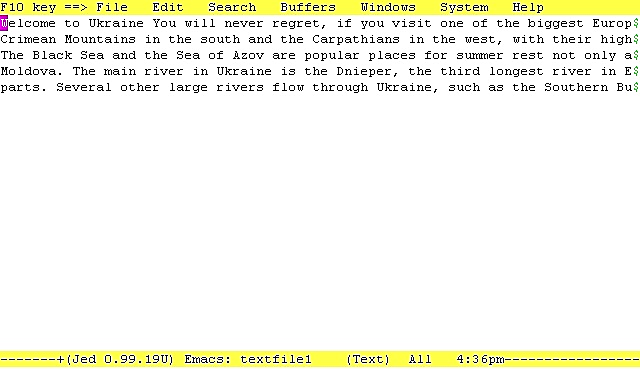 F10 key ==> File   Edit   Search   Buffers   Windows   System   Help
Welcome to Ukraine You will never regret, if you visit one of the biggest Europ$
Crimean Mountains in the south and the Carpathians in the west, with their high$
The Black Sea and the Sea of Azov are popular places for summer rest not only a$
Moldova. The main river in Ukraine is the Dnieper, the third longest river in E$
parts. Several other large rivers flow through Ukraine, such as the Southern Bu$
-------+(Jed 0.99.19U) Emacs: textfile1    (Text)  All   4:36pm-----------------